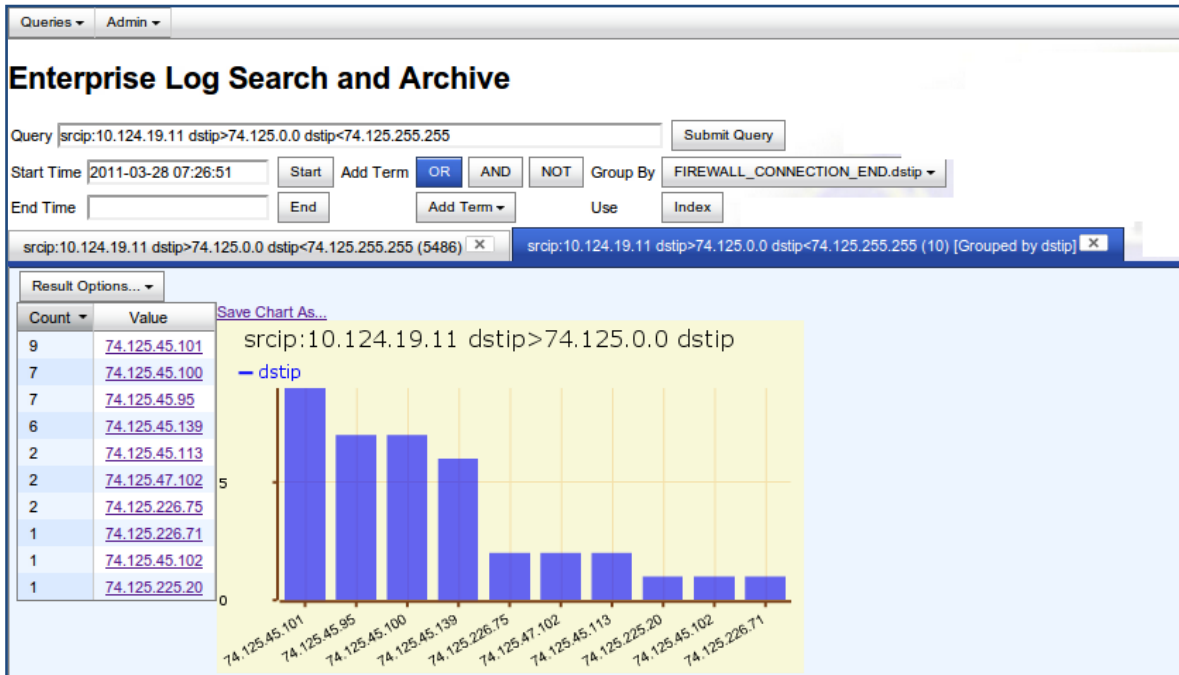 Queries Admin
Enterprise Log Search and Archive
Query srcip:10.124.19.11 dstip>74.125.0.0 dstip<74.125.255.255 Submit Query
Start Time 2011-03-28 07:26:51 Start Add Term OR AND NOT Group By FIREWALL_CONNECTION_END.dstip
End Time End Add Term Use Index
srcip:10.124.19.11 dstip>74.125.0.0 dstip<74.125.255.255 (5486) X srcip:10.124.19.11 dstip>74.125.0.0 dstip<74.125.255.255 (10) [Grouped by dstip] X
Result Options...
Count Value
9 74.125.45.101
7 74.125.45.100
7 74.125.45.95
6 74.125.45.139
2 74.125.45.113
2 74.125.47.102
2 74.125.226.75
1 74.125.226.71
1 74.125.45.102
1 74.125.225.20
Save Chart As...
srcip:10.124.19.11 dstip>74.125.0.0 dstip
dstip
5
0
74.125.45.101 74.125.45.95 74.125.45.100 74.125.45.139 74.125.226.75 74.125.47.102 74.125.45.113 74.125.225.20 74.125.45.102 74.125.226.71